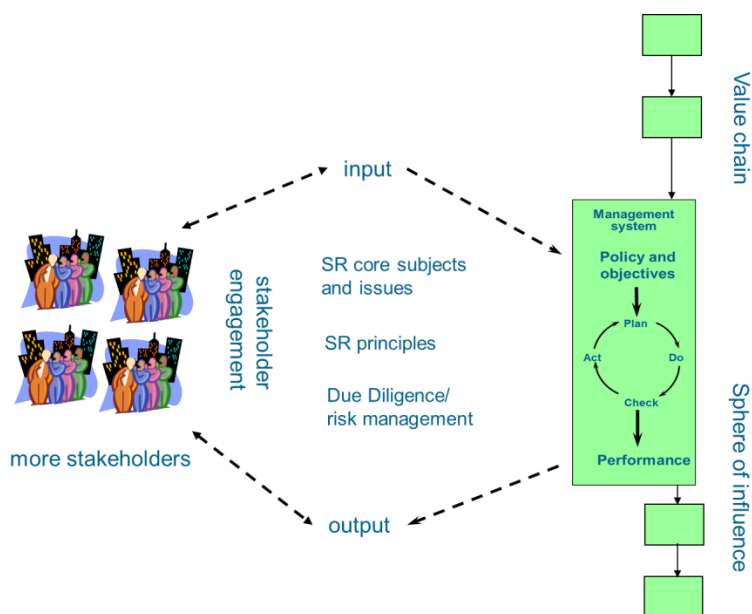 Value chain
input
Management
system
Policy and
objectives
stakeholder
engagement
SR core subjects
and issues
Plan
SR principles
Act
Do
Due Diligence/
risk management
Check
more stakeholders
Performance
Sphere of influence
output